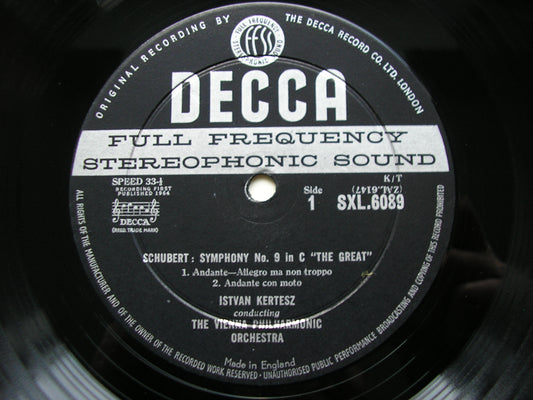 ORIGINAL RECORDING BY THE DECCA RECORD CO. LTD. LONDON
FULL FREQUENCY STEREOPHONIC SOUND
FFSS
DECCA
FULL FREQUENCY
STEREOPHONIC SOUND
SPEED 33⅓
RECORDING FIRST
PUBLISHED 1964
DECCA
(REGD. TRADE MARK)
K/T
(ZAL.6147)
Side
1 SXL.6089
SCHUBERT: SYMPHONY No. 9 in C "THE GREAT"
1. Andante—Allegro ma non troppo
2. Andante con moto
ISTVAN KERTESZ
conducting
THE VIENNA PHILHARMONIC
ORCHESTRA
Made in England
ALL RIGHTS OF THE MANUFACTURER AND OF THE OWNER OF THE RECORDED WORK RESERVED · UNAUTHORISED PUBLIC PERFORMANCE BROADCASTING AND COPYING OF THIS RECORD PROHIBITED